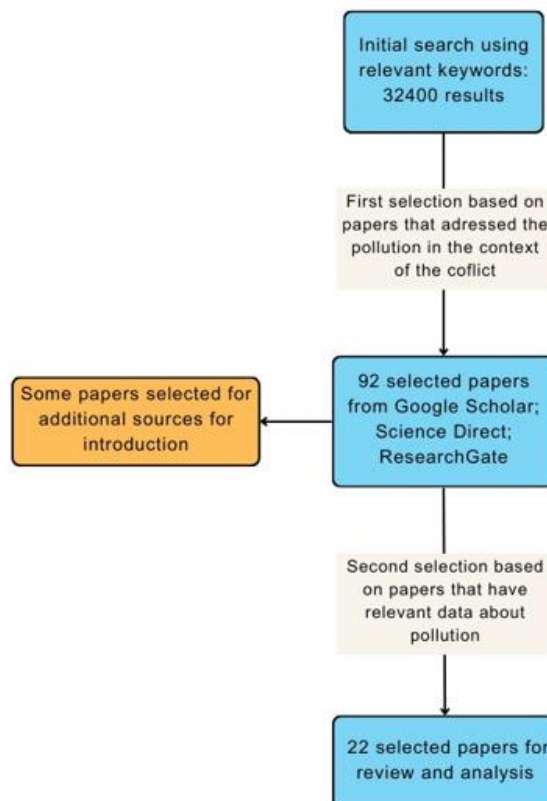 Initial search using
relevant keywords:
32400 results
First selection based on
papers that adressed the
pollution in the context
of the coflict
92 selected papers
from Google Scholar;
Science Direct;
ResearchGate
Some papers selected for
additional sources for
introduction
Second selection based
on papers that have
relevant data about
pollution
22 selected papers for
review and analysis